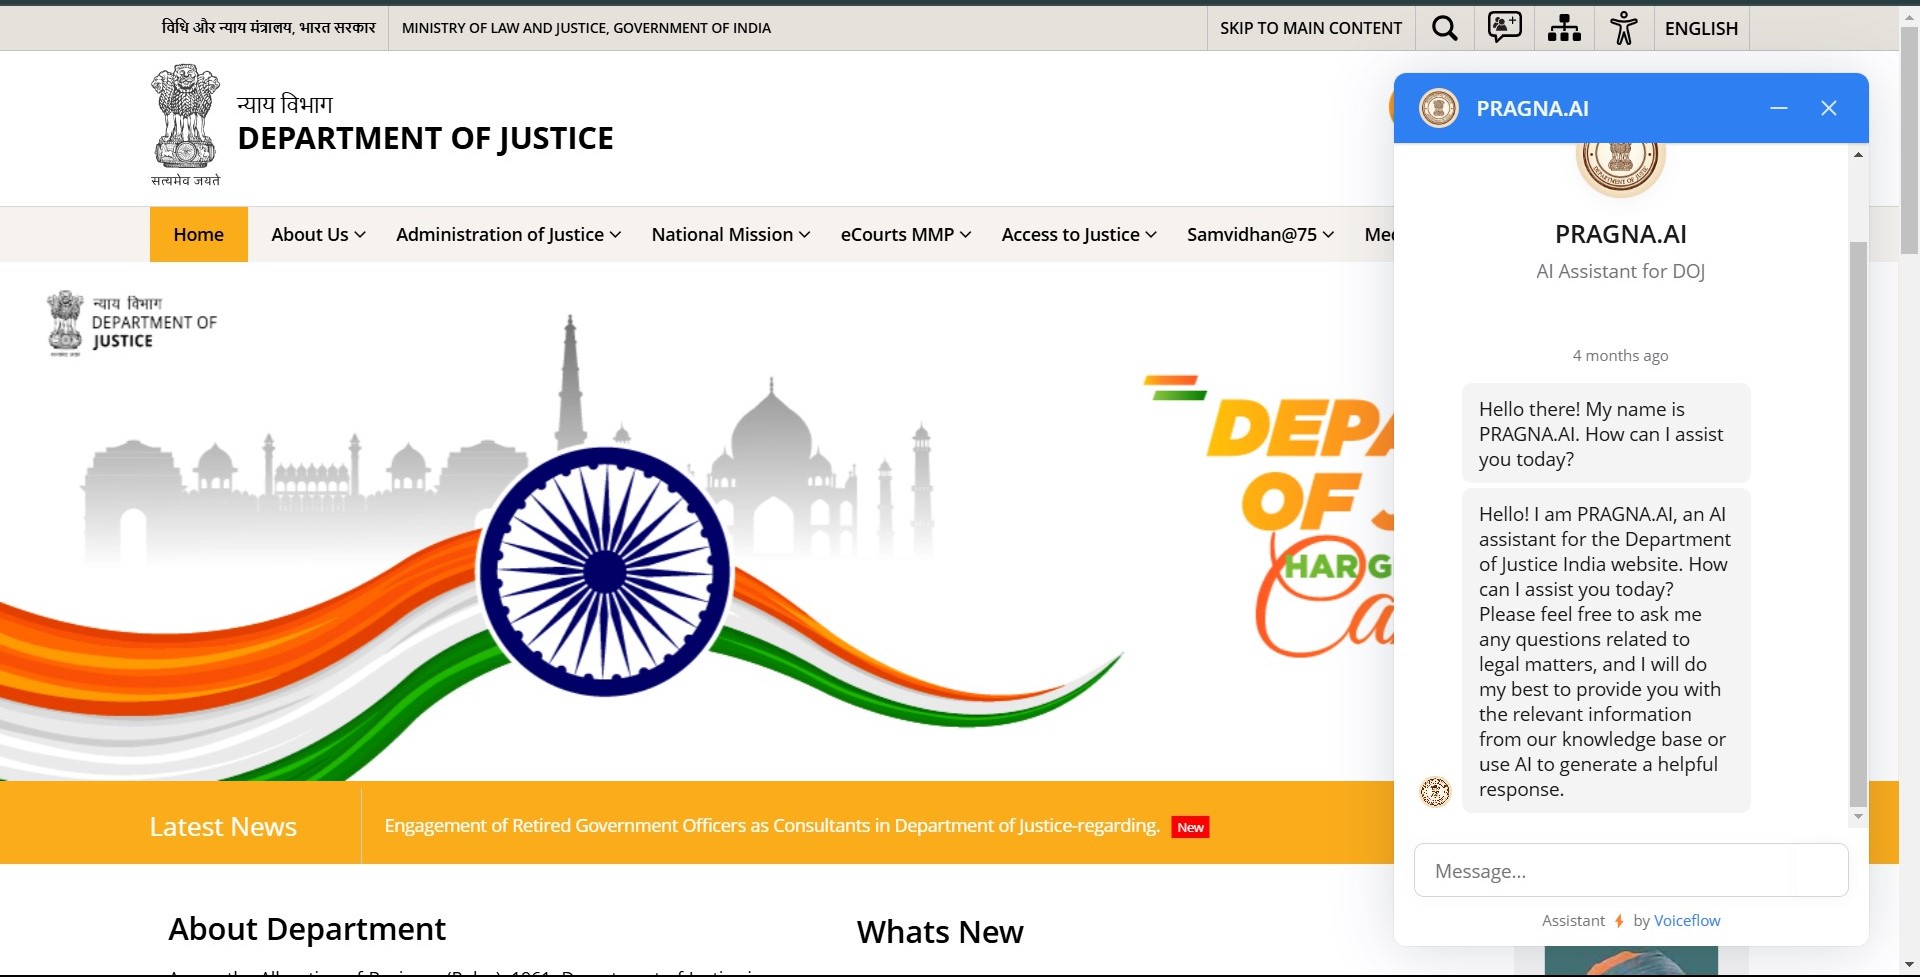 विधि और न्याय मंत्रालय, भारत सरकार
MINISTRY OF LAW AND JUSTICE, GOVERNMENT OF INDIA
SKIP TO MAIN CONTENT
ENGLISH
न्याय विभाग
DEPARTMENT OF JUSTICE
सत्यमेव जयते
Home
About Us
Administration of Justice
National Mission
eCourts MMP
Access to Justice
Samvidhan@75
न्याय विभाग
DEPARTMENT OF
JUSTICE
OF
HAR
Latest News
Engagement of Retired Government Officers as Consultants in Department of Justice-regarding.
New
About Department
Whats New
PRAGNA.AI
PRAGNA.AI
AI Assistant for DOJ
4 months ago
Hello there! My name is
PRAGNA.AI. How can I assist
you today?
Hello! I am PRAGNA.AI, an AI
assistant for the Department
of Justice India website. How
can I assist you today?
Please feel free to ask me
any questions related to
legal matters, and I will do
my best to provide you with
the relevant information
from our knowledge base or
use AI to generate a helpful
response.
Message...
Assistant by Voiceflow